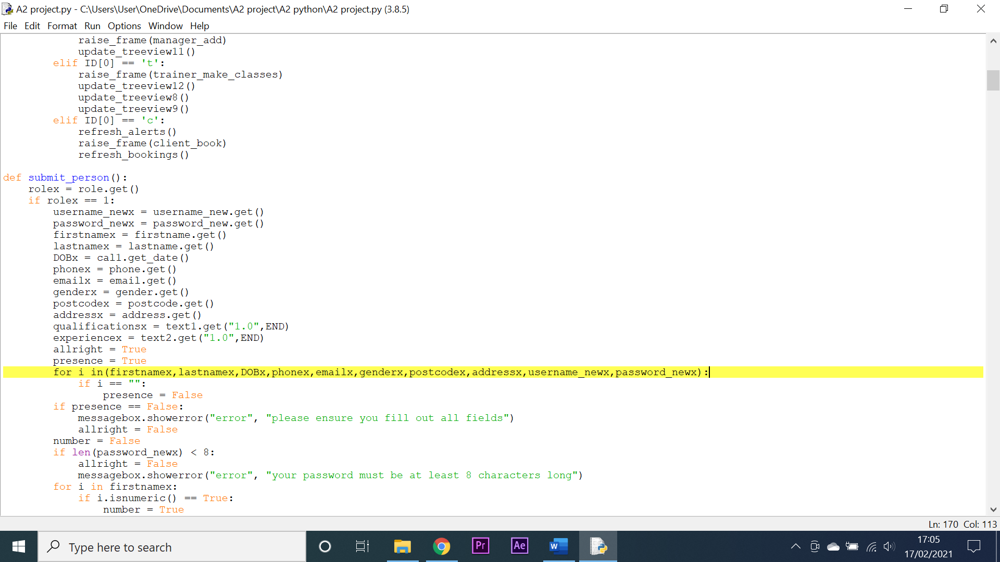 A2 project.py - C:\Users\User\OneDrive\Documents\A2 project\A2 python\A2 project.py (3.8.5)
File Edit Format Run Options Window Help
            raise_frame(manager_add)
            update_treeview11()
        elif ID[0] == 't':
            raise_frame(trainer_make_classes)
            update_treeview12()
            update_treeview8()
            update_treeview9()
        elif ID[0] == 'c':
            refresh_alerts()
            raise_frame(client_book)
            refresh_bookings()
def submit_person():
    rolex = role.get()
    if rolex == 1:
        username_newx = username_new.get()
        password_newx = password_new.get()
        firstnamex = firstname.get()
        lastnamex = lastname.get()
        DOBx = cal1.get_date()
        phonex = phone.get()
        emailx = email.get()
        genderx = gender.get()
        postcodex = postcode.get()
        addressx = address.get()
        qualificationsx = text1.get("1.0",END)
        experiencex = text2.get("1.0",END)
        allright = True
        presence = True
        for i in(firstnamex,lastnamex,DOBx,phonex,emailx,genderx,postcodex,addressx,username_newx,password_newx):
            if i == "":
                presence = False
        if presence == False:
            messagebox.showerror("error", "please ensure you fill out all fields")
            allright = False
        number = False
        if len(password_newx) < 8:
            allright = False
            messagebox.showerror("error", "your password must be at least 8 characters long")
        for i in firstnamex:
            if i.isnumeric() == True:
                number = True
Ln: 170 Col: 113
Type here to search
Pr
Ae
W
17:05
17/02/2021